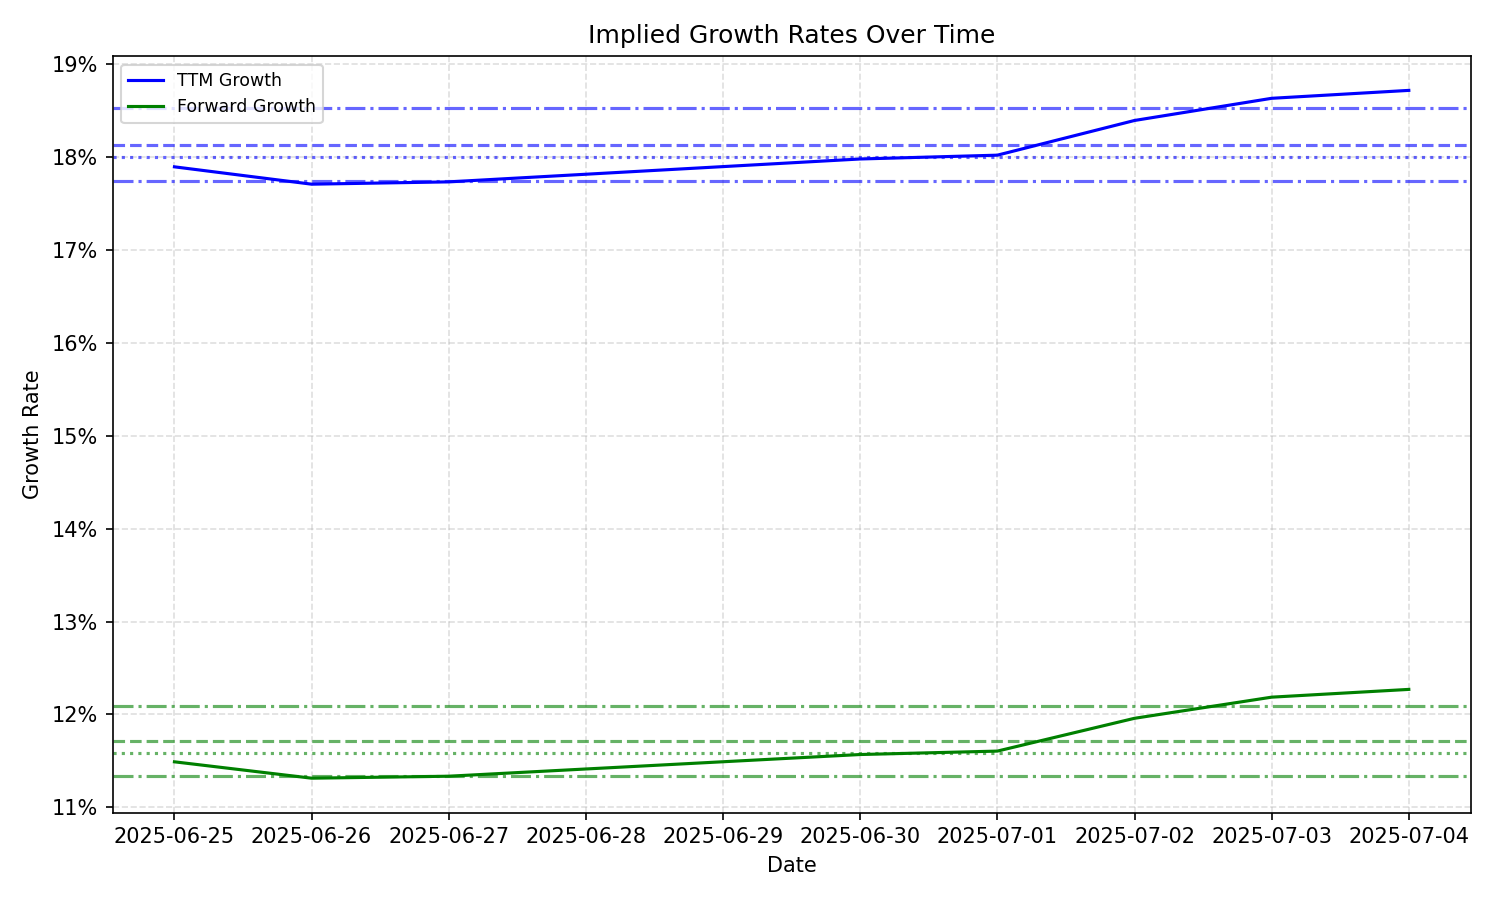 Implied Growth Rates Over Time
TTM Growth
Forward Growth
19%
18%
17%
16%
15%
14%
13%
12%
11%
Growth Rate
2025-06-25 2025-06-26 2025-06-27 2025-06-28 2025-06-29 2025-06-30 2025-07-01 2025-07-02 2025-07-03 2025-07-04
Date